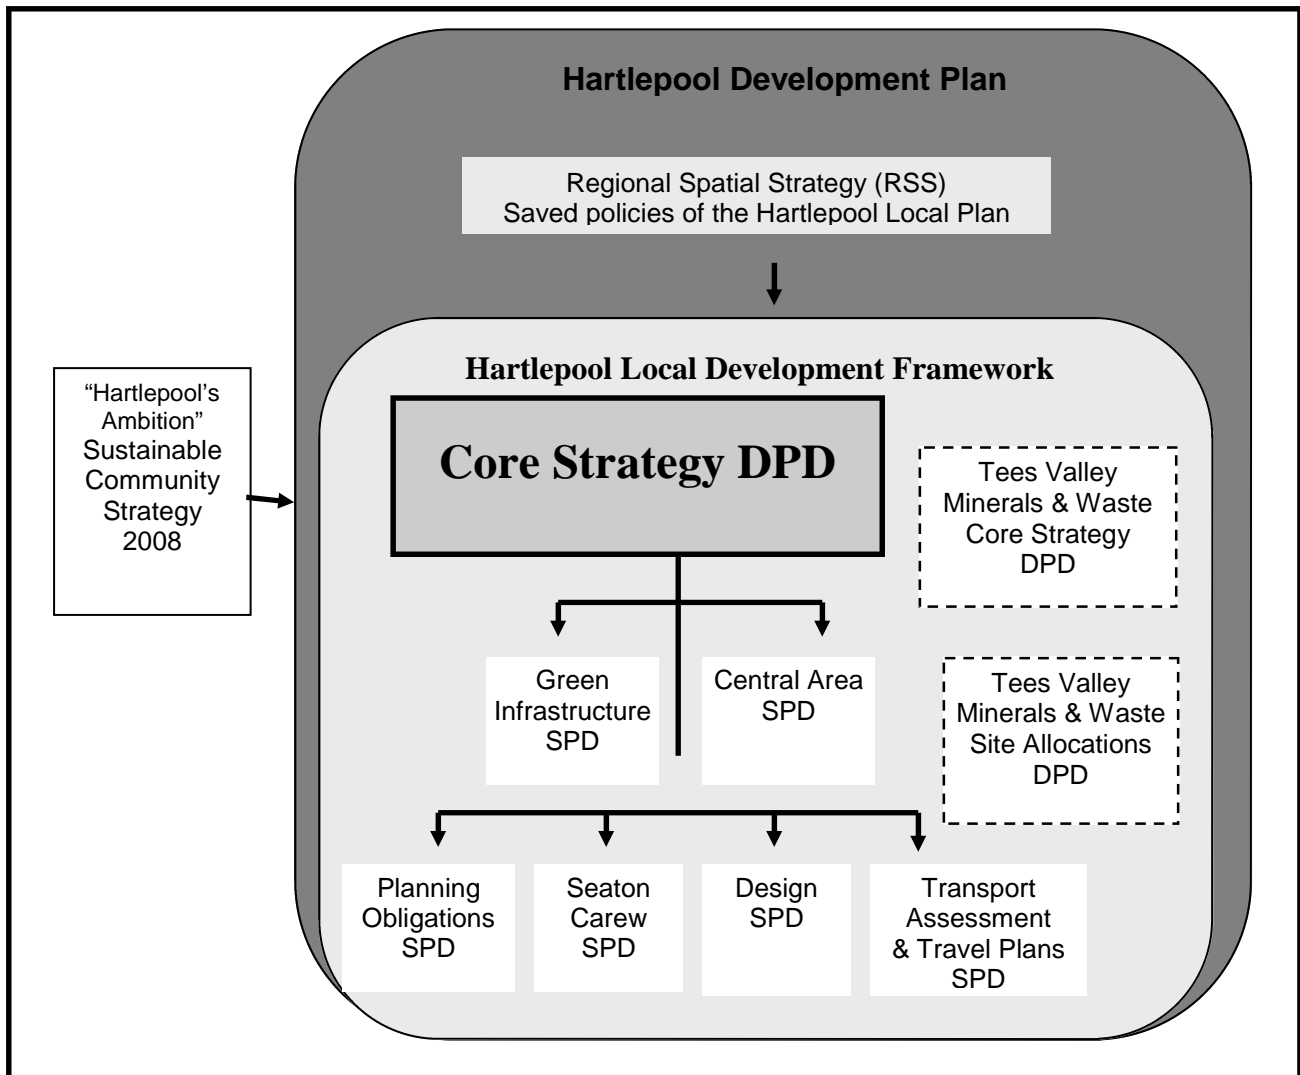 Hartlepool Development Plan
Regional Spatial Strategy (RSS)
Saved policies of the Hartlepool Local Plan
“Hartlepool’s
Ambition”
Sustainable
Community
Strategy
2008
Hartlepool Local Development Framework
Core Strategy DPD
Tees Valley
Minerals & Waste
Core Strategy
DPD
Green
Infrastructure
SPD
Central Area
SPD
Tees Valley
Minerals & Waste
Site Allocations
DPD
Planning
Obligations
SPD
Seaton
Carew
SPD
Design
SPD
Transport
Assessment
& Travel Plans
SPD